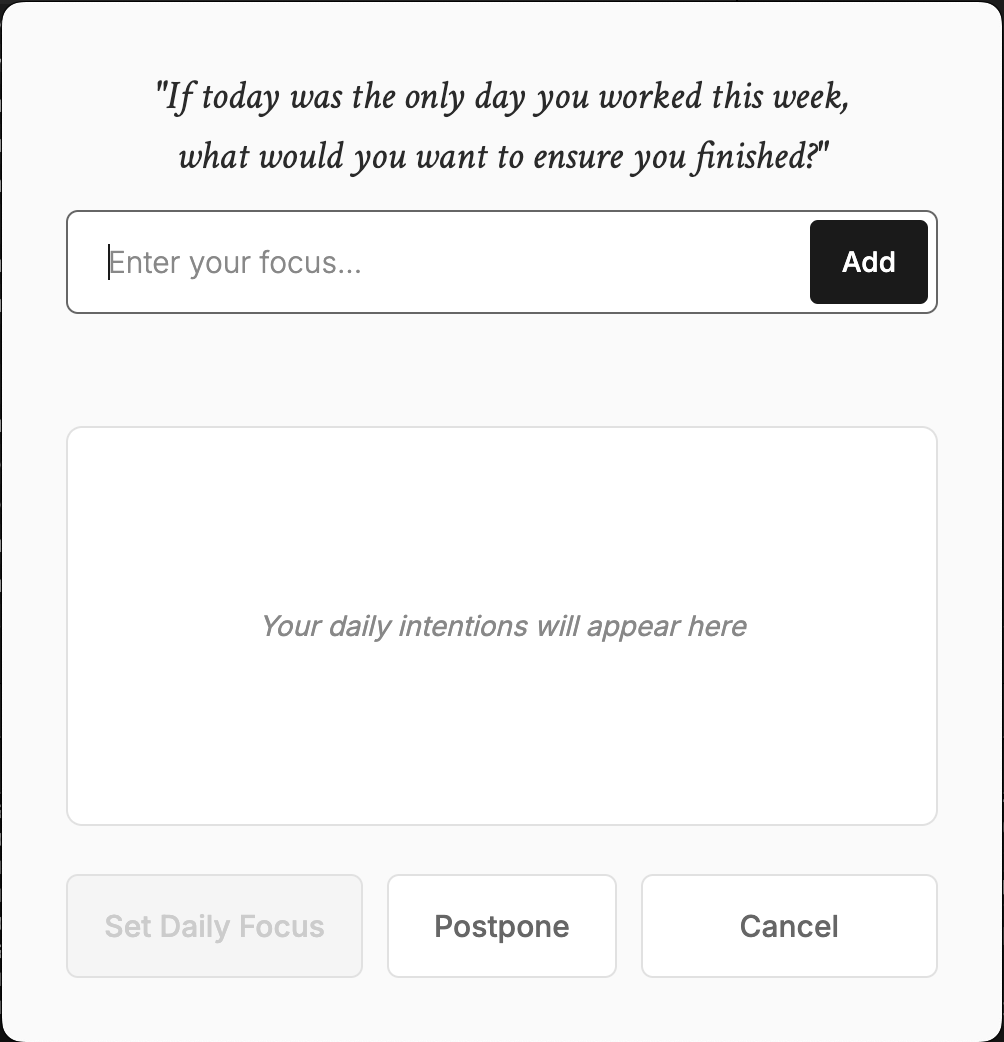 "If today was the only day you worked this week,
what would you want to ensure you finished?"
Enter your focus...
Add
Your daily intentions will appear here
Set Daily Focus
Postpone
Cancel